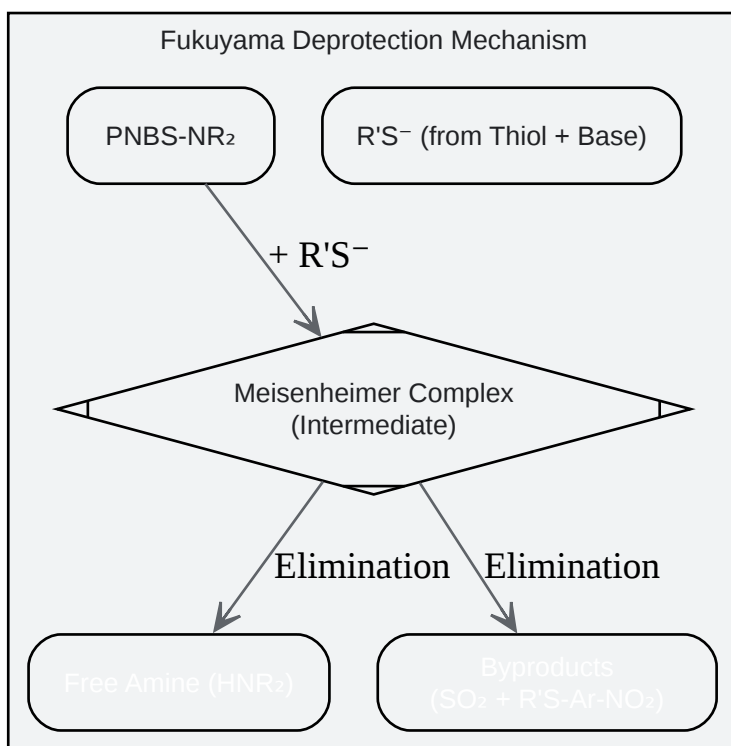 Fukuyama Deprotection Mechanism
PNBS-NR₂
R'S⁻ (from Thiol + Base)
+ R'S⁻
Meisenheimer Complex
(Intermediate)
Elimination
Elimination
Free Amine (HNR₂)
Byproducts
(SO₂ + R'S-Ar-NO₂)